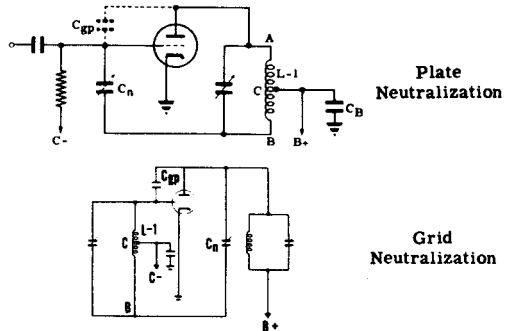 Cgp
A
L-1
Cn
C
CB
C-
B
B+
Plate
Neutralization
Cgp
L-1
C
Cn
C-
B
B+
Grid
Neutralization